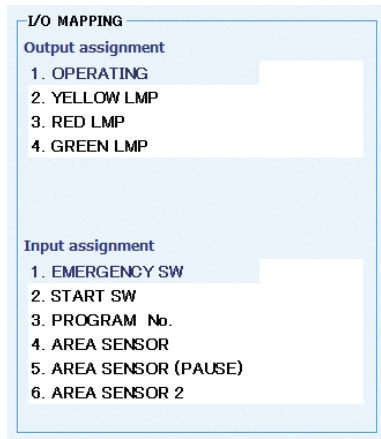 I/O MAPPING
Output assignment
1. OPERATING
2. YELLOW LMP
3. RED LMP
4. GREEN LMP
Input assignment
1. EMERGENCY SW
2. START SW
3. PROGRAM No.
4. AREA SENSOR
5. AREA SENSOR (PAUSE)
6. AREA SENSOR 2